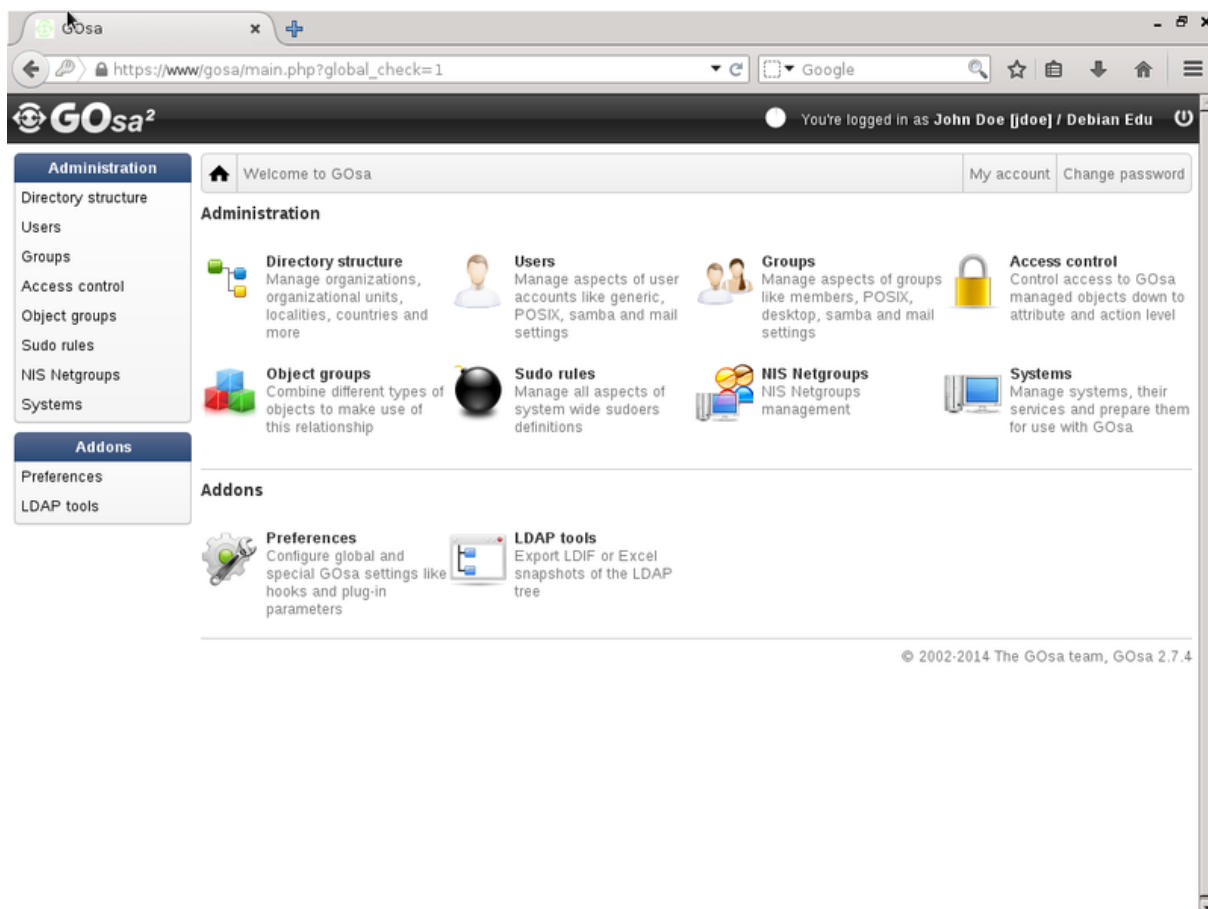 GOsa
https://www/gosa/main.php?global_check=1
Google
GOsa²
You're logged in as John Doe [jdoe] / Debian Edu
Administration
Directory structure
Users
Groups
Access control
Object groups
Sudo rules
NIS Netgroups
Systems
Addons
Preferences
LDAP tools
Welcome to GOsa
My account
Change password
Administration
Directory structure
Manage organizations,
organizational units,
localities, countries and
more
Users
Manage aspects of user
accounts like generic,
POSIX, samba and mail
settings
Groups
Manage aspects of groups
like members, POSIX,
desktop, samba and mail
settings
Access control
Control access to GOsa
managed objects down to
attribute and action level
Object groups
Combine different types of
objects to make use of
this relationship
Sudo rules
Manage all aspects of
system wide sudoers
definitions
NIS Netgroups
NIS Netgroups
management
Systems
Manage systems, their
services and prepare them
for use with GOsa
Addons
Preferences
Configure global and
special GOsa settings like
hooks and plug-in
parameters
LDAP tools
Export LDIF or Excel
snapshots of the LDAP
tree
© 2002-2014 The GOsa team, GOsa 2.7.4